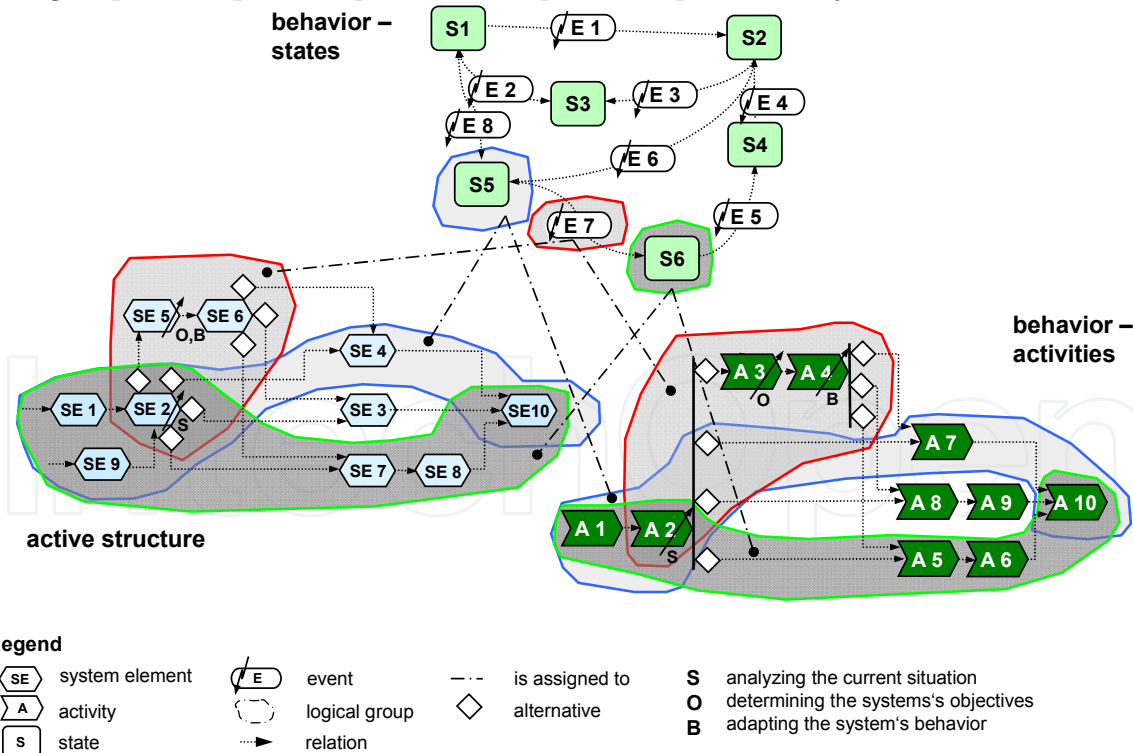 behavior –
states
S1
E 1
S2
E 2
S3
E 3
E 4
E 8
S4
E 6
S5
E 7
E 5
S6
SE 5
O,B
SE 6
SE 4
SE 1
SE 2
S
SE 3
SE10
SE 9
SE 7
SE 8
active structure
behavior –
activities
A 3
O
A 4
B
A 7
A 8
A 9
A 10
A 1
A 2
S
A 5
A 6
egend
SE
system element
E
event
is assigned to
S
analyzing the current situation
A
activity
logical group
alternative
O
determining the systems‘s objectives
B
adapting the system‘s behavior
S
state
relation